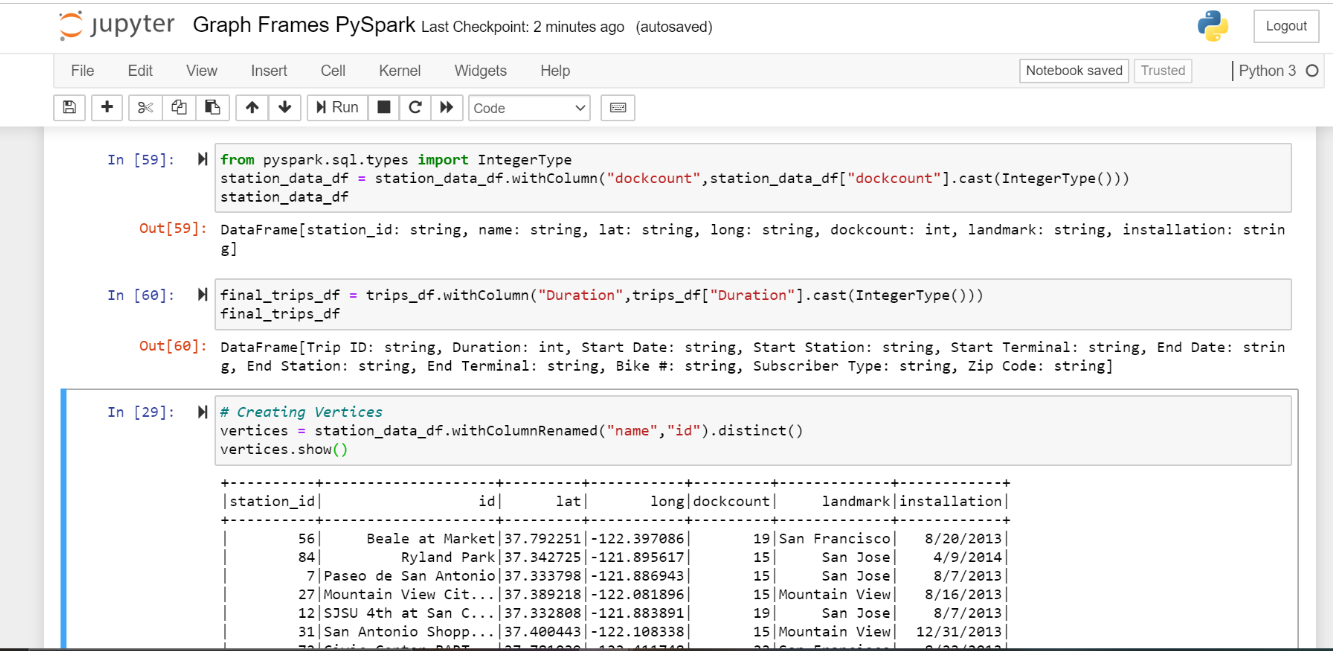 jupyter Graph Frames PySpark Last Checkpoint: 2 minutes ago (autosaved) Logout
File Edit View Insert Cell Kernel Widgets Help Notebook saved Trusted Python 3
Run Code
In [59]: from pyspark.sql.types import IntegerType
station_data_df = station_data_df.withColumn("dockcount",station_data_df["dockcount"].cast(IntegerType()))
station_data_df
Out[59]: DataFrame[station_id: string, name: string, lat: string, long: string, dockcount: int, landmark: string, installation: strin
g]
In [60]: final_trips_df = trips_df.withColumn("Duration",trips_df["Duration"].cast(IntegerType()))
final_trips_df
Out[60]: DataFrame[Trip ID: string, Duration: int, Start Date: string, Start Station: string, Start Terminal: string, End Date: strin
g, End Station: string, End Terminal: string, Bike #: string, Subscriber Type: string, Zip Code: string]
In [29]: # Creating Vertices
vertices = station_data_df.withColumnRenamed("name","id").distinct()
vertices.show()
+----------+--------------------+---------+-----------+---------+-------------+------------+
|station_id|                  id|      lat|       long|dockcount|     landmark|installation|
+----------+--------------------+---------+-----------+---------+-------------+------------+
|        56|     Beale at Market|37.792251|-122.397086|       19|San Francisco|   8/20/2013|
|        84|         Ryland Park|37.342725|-121.895617|       15|     San Jose|    4/9/2014|
|         7|Paseo de San Antonio|37.333798|-121.886943|       15|     San Jose|    8/7/2013|
|        27|Mountain View Cit...|37.389218|-122.081896|       15|Mountain View|   8/16/2013|
|        12|SJSU 4th at San C...|37.332808|-121.883891|       19|     San Jose|    8/7/2013|
|        31|San Antonio Shopp...|37.400443|-122.108338|       15|Mountain View|  12/31/2013|